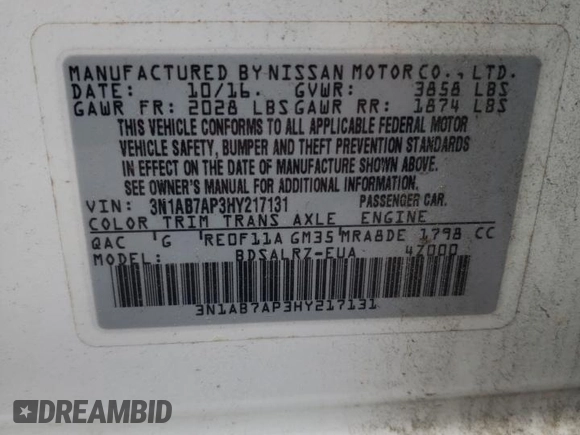 MANUFACTURED BY NISSAN MOTOR CO., LTD.
DATE: 10/16. GVWR: 3858 LBS
GAWR FR: 2028 LBS GAWR RR: 1874 LBS
THIS VEHICLE CONFORMS TO ALL APPLICABLE FEDERAL MOTOR
VEHICLE SAFETY, BUMPER AND THEFT PREVENTION STANDARDS
IN EFFECT ON THE DATE OF MANUFACTURE SHOWN ABOVE.
SEE OWNER'S MANUAL FOR ADDITIONAL INFORMATION
VIN: 3N1AB7AP3HY217131 PASSENGER CAR.
COLOR TRIM TRANS AXLE ENGINE
QAC G RE0F11A GM35 MRA8DE 1798 CC
MODEL: BDSALR7-EUA 47000
3N1AB7AP3HY217131
DREAMBID